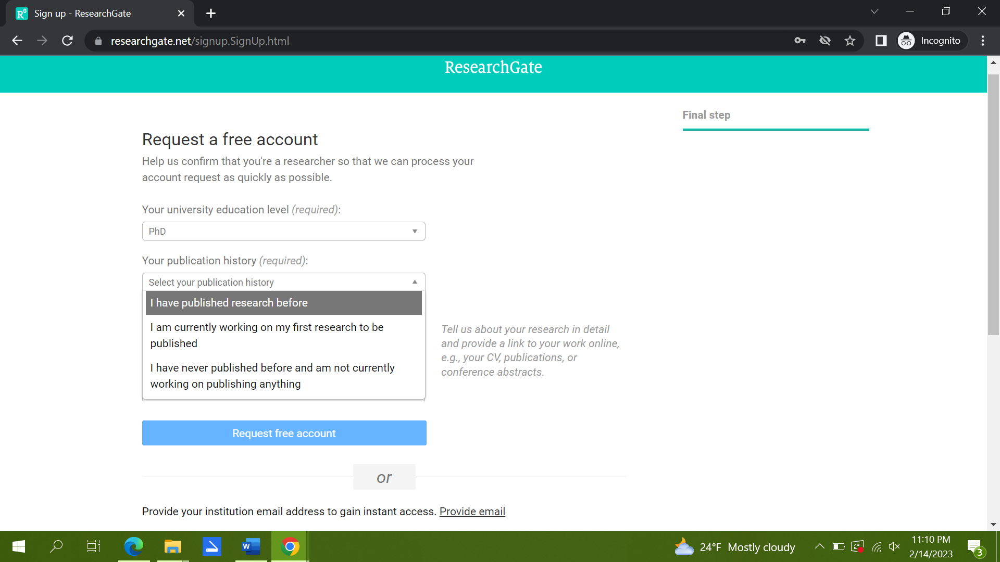 Sign up - ResearchGate
researchgate.net/signup.SignUp.html
Incognito
ResearchGate
Final step
Request a free account
Help us confirm that you're a researcher so that we can process your
account request as quickly as possible.
Your university education level (required):
PhD
Your publication history (required):
Select your publication history
I have published research before
I am currently working on my first research to be
published
I have never published before and am not currently
working on publishing anything
Tell us about your research in detail
and provide a link to your work online,
e.g., your CV, publications, or
conference abstracts.
Request free account
or
Provide your institution email address to gain instant access. Provide email
24°F Mostly cloudy
11:10 PM
2/14/2023
3